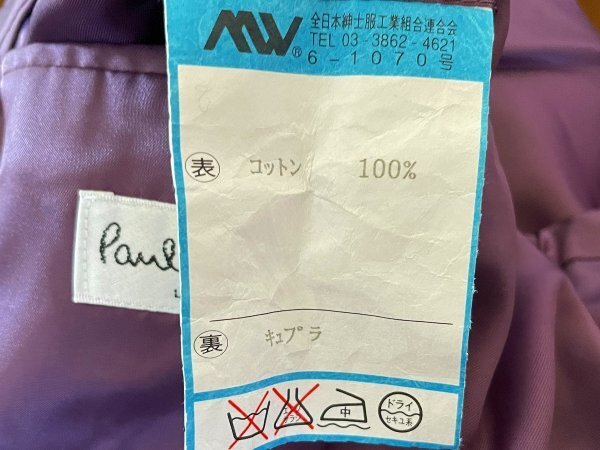 MW® 全日本紳士服工業組合連合会
TEL 03-3862-4621
6-1070号
表 コットン 100%
Paul
裏 キュプラ
中
ドライ
セキユ系